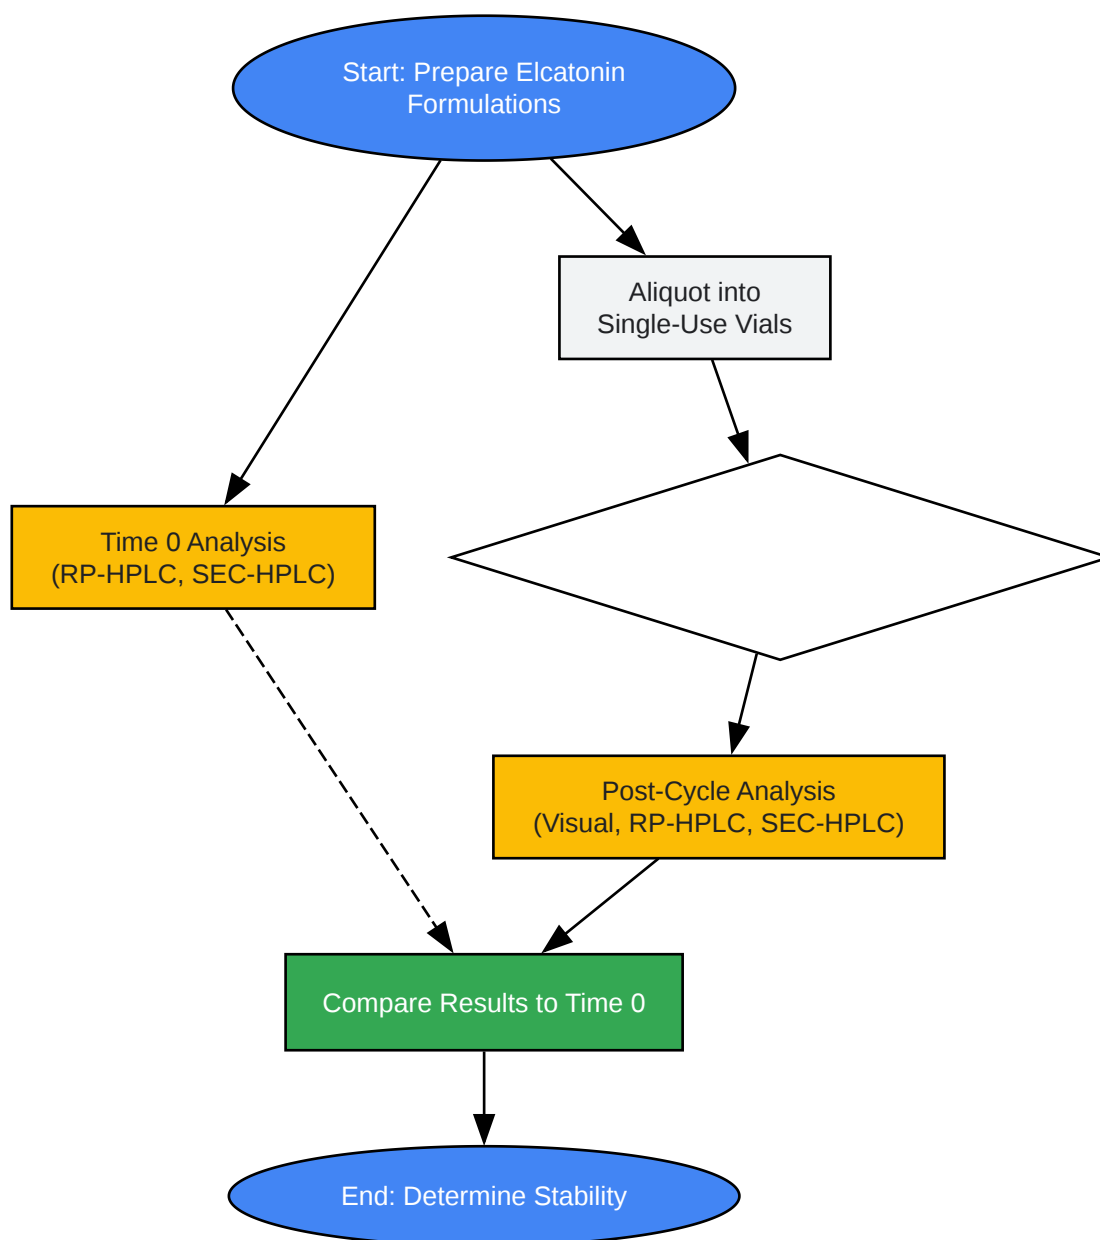 Start: Prepare Elcatonin
Formulations
Aliquot into
Single-Use Vials
Time 0 Analysis
(RP-HPLC, SEC-HPLC)
Post-Cycle Analysis
(Visual, RP-HPLC, SEC-HPLC)
Compare Results to Time 0
End: Determine Stability